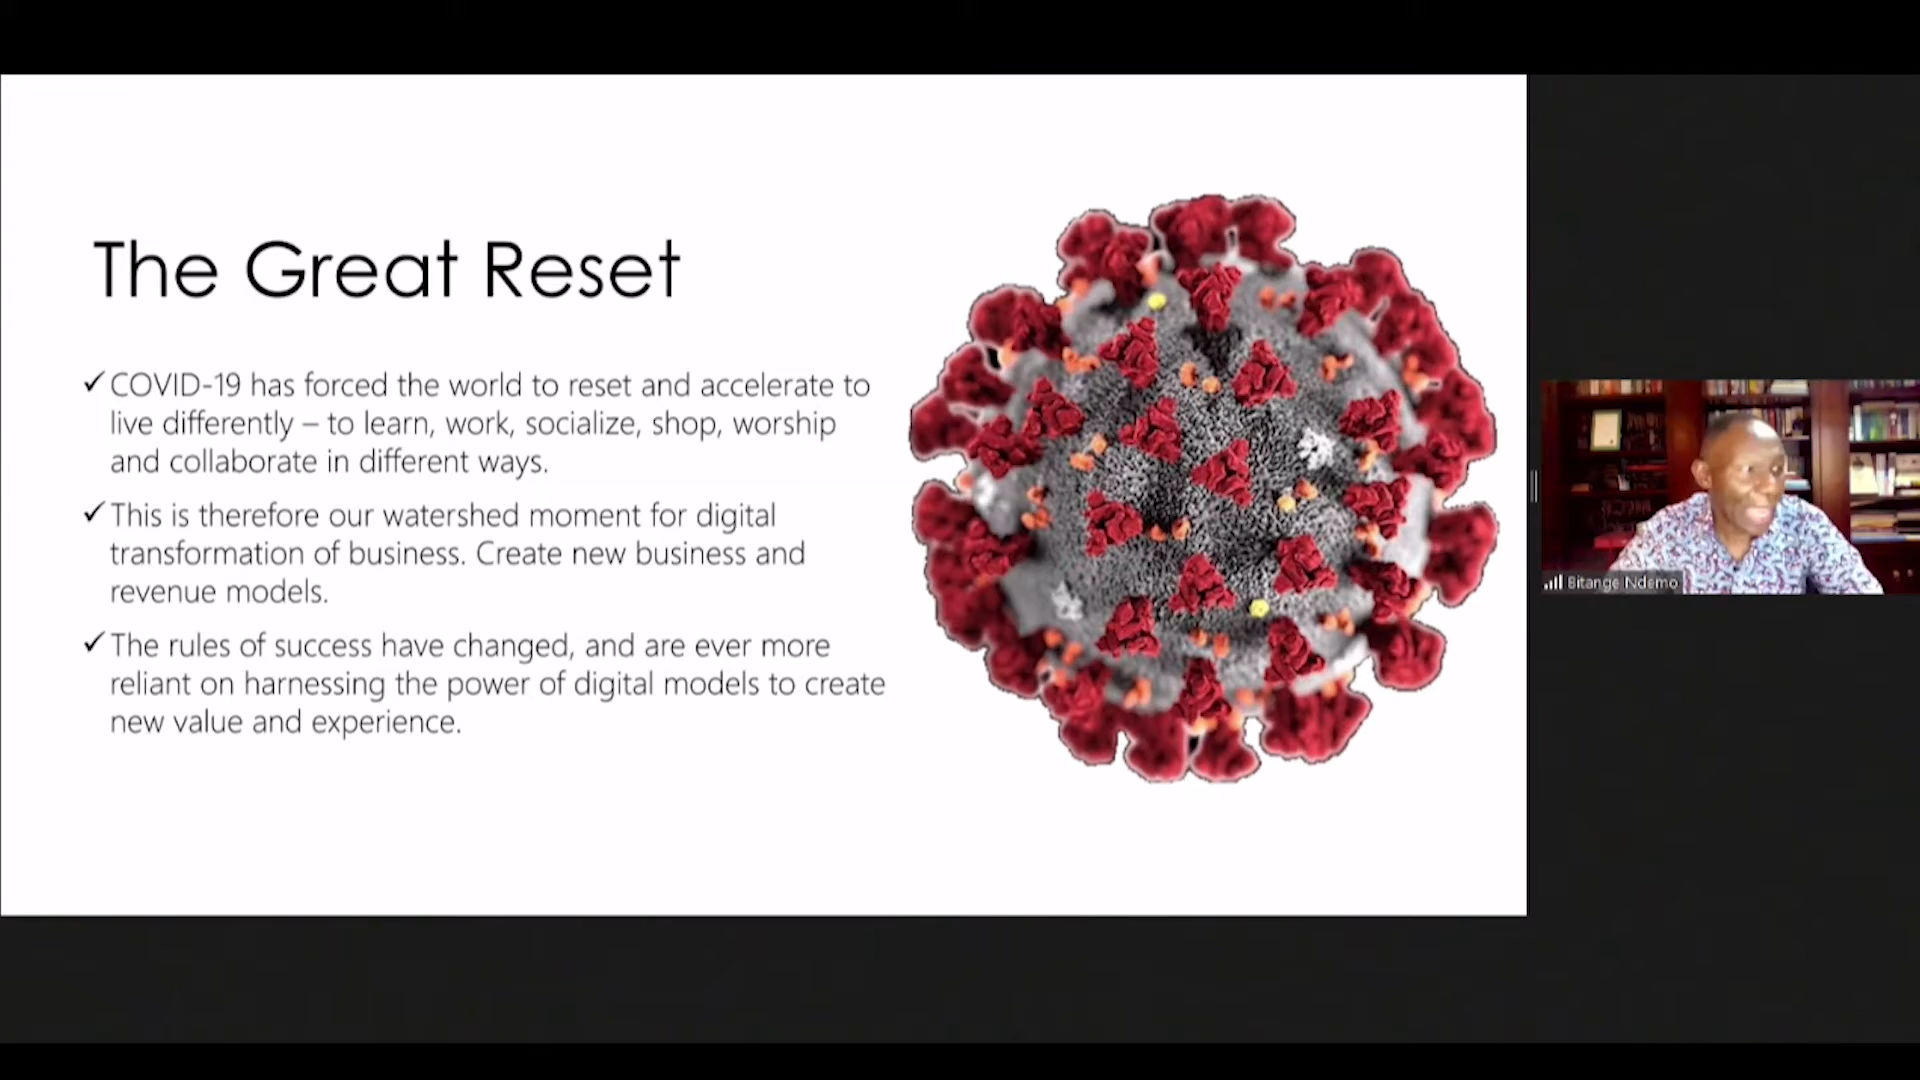 The Great Reset
✓COVID-19 has forced the world to reset and accelerate to
live differently – to learn, work, socialize, shop, worship
and collaborate in different ways.
✓This is therefore our watershed moment for digital
transformation of business. Create new business and
revenue models.
✓The rules of success have changed, and are ever more
reliant on harnessing the power of digital models to create
new value and experience.
Bitange Ndemo